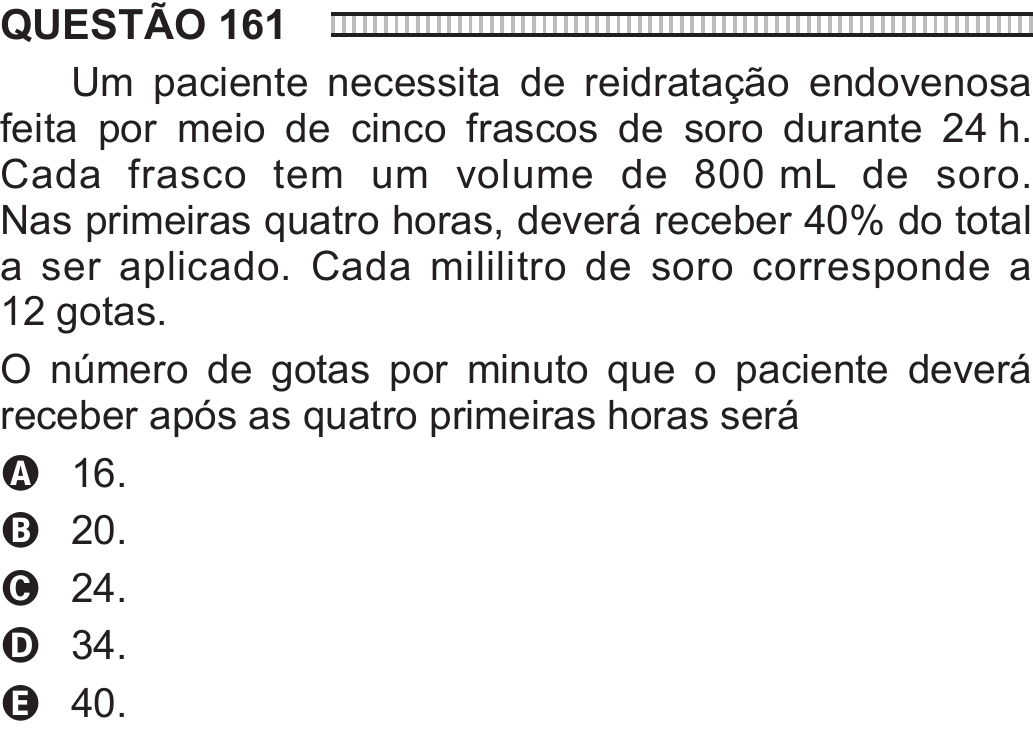 QUESTÃO 161
Um paciente necessita de reidratação endovenosa
feita por meio de cinco frascos de soro durante 24 h.
Cada frasco tem um volume de 800 mL de soro.
Nas primeiras quatro horas, deverá receber 40% do total
a ser aplicado. Cada mililitro de soro corresponde a
12 gotas.
O número de gotas por minuto que o paciente deverá
receber após as quatro primeiras horas será
A 16.
B 20.
C 24.
D 34.
E 40.